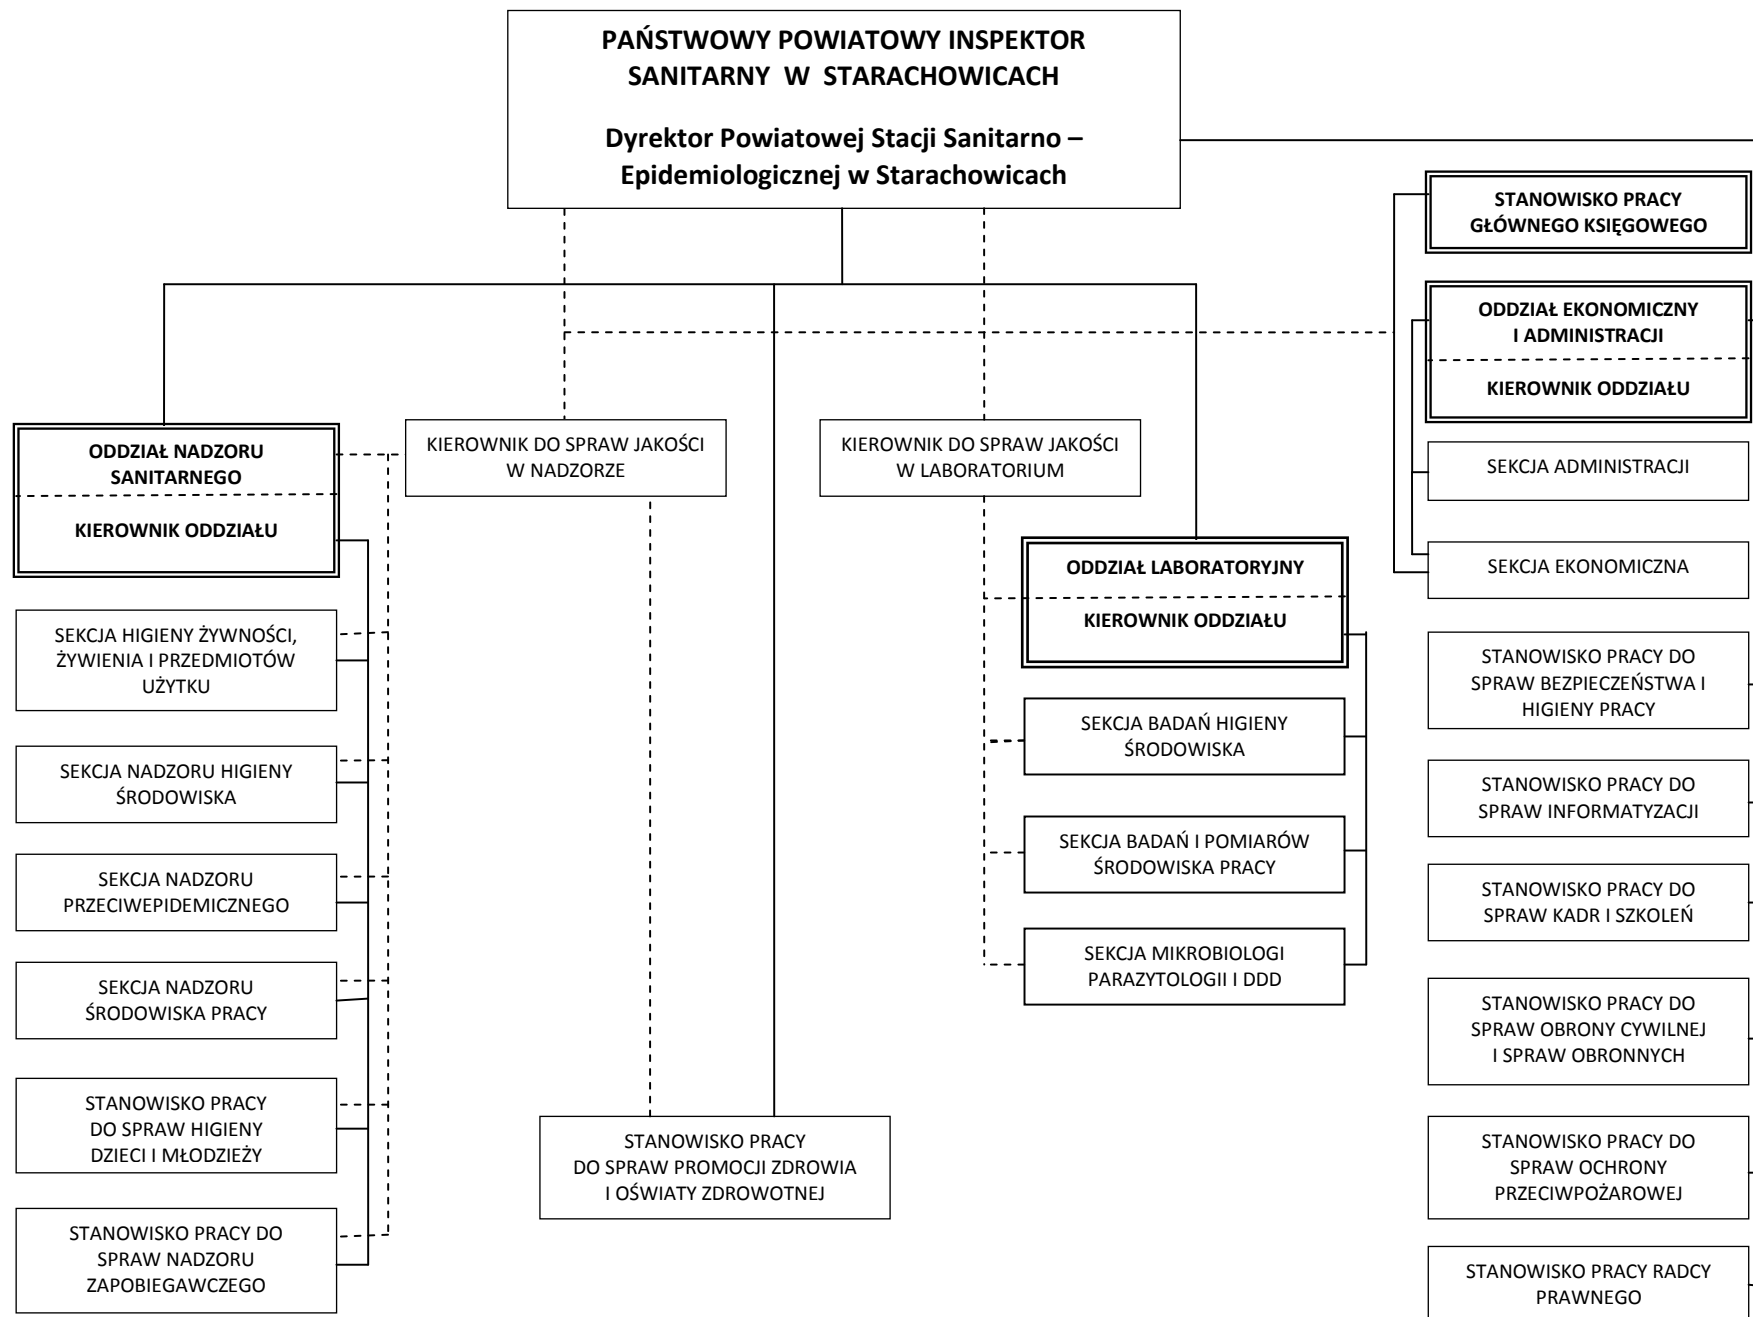 PAŃSTWOWY POWIATOWY INSPEKTOR
SANITARNY W STARACHOWICACH
Dyrektor Powiatowej Stacji Sanitarno –
Epidemiologicznej w Starachowicach
STANOWISKO PRACY
GŁÓWNEGO KSIĘGOWEGO
ODDZIAŁ EKONOMICZNY
I ADMINISTRACJI
KIEROWNIK ODDZIAŁU
SEKCJA ADMINISTRACJI
SEKCJA EKONOMICZNA
STANOWISKO PRACY DO
SPRAW BEZPIECZEŃSTWA I
HIGIENY PRACY
STANOWISKO PRACY DO
SPRAW INFORMATYZACJI
STANOWISKO PRACY DO
SPRAW KADR I SZKOLEŃ
STANOWISKO PRACY DO
SPRAW OBRONY CYWILNEJ
I SPRAW OBRONNYCH
STANOWISKO PRACY DO
SPRAW OCHRONY
PRZECIWPOŻAROWEJ
STANOWISKO PRACY RADCY
PRAWNEGO
ODDZIAŁ NADZORU
SANITARNEGO
KIEROWNIK ODDZIAŁU
SEKCJA HIGIENY ŻYWNOŚCI,
ŻYWIENIA I PRZEDMIOTÓW
UŻYTKU
SEKCJA NADZORU HIGIENY
ŚRODOWISKA
SEKCJA NADZORU
PRZECIWEPIDEMICZNEGO
SEKCJA NADZORU
ŚRODOWISKA PRACY
STANOWISKO PRACY
DO SPRAW HIGIENY
DZIECI I MŁODZIEŻY
STANOWISKO PRACY DO
SPRAW NADZORU
ZAPOBIEGAWCZEGO
KIEROWNIK DO SPRAW JAKOŚCI
W NADZORZE
STANOWISKO PRACY
DO SPRAW PROMOCJI ZDROWIA
I OŚWIATY ZDROWOTNEJ
KIEROWNIK DO SPRAW JAKOŚCI
W LABORATORIUM
ODDZIAŁ LABORATORYJNY
KIEROWNIK ODDZIAŁU
SEKCJA BADAŃ HIGIENY
ŚRODOWISKA
SEKCJA BADAŃ I POMIARÓW
ŚRODOWISKA PRACY
SEKCJA MIKROBIOLOGI
PARAZYTOLOGII I DDD